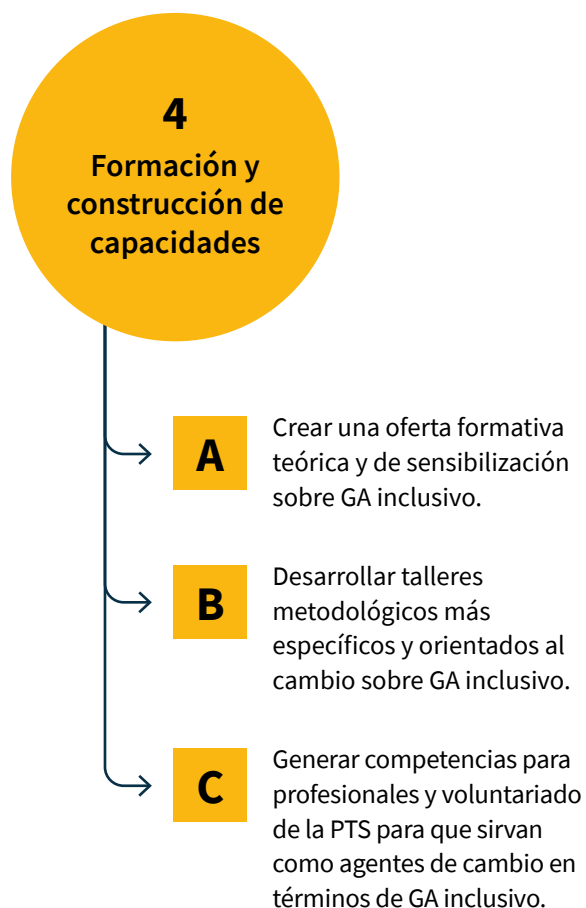 4
Formación y
construcción de
capacidades
A
Crear una oferta formativa
teórica y de sensibilización
sobre GA inclusivo.
B
Desarrollar talleres
metodológicos más
específicos y orientados al
cambio sobre GA inclusivo.
C
Generar competencias para
profesionales y voluntariado
de la PTS para que sirvan
como agentes de cambio en
términos de GA inclusivo.